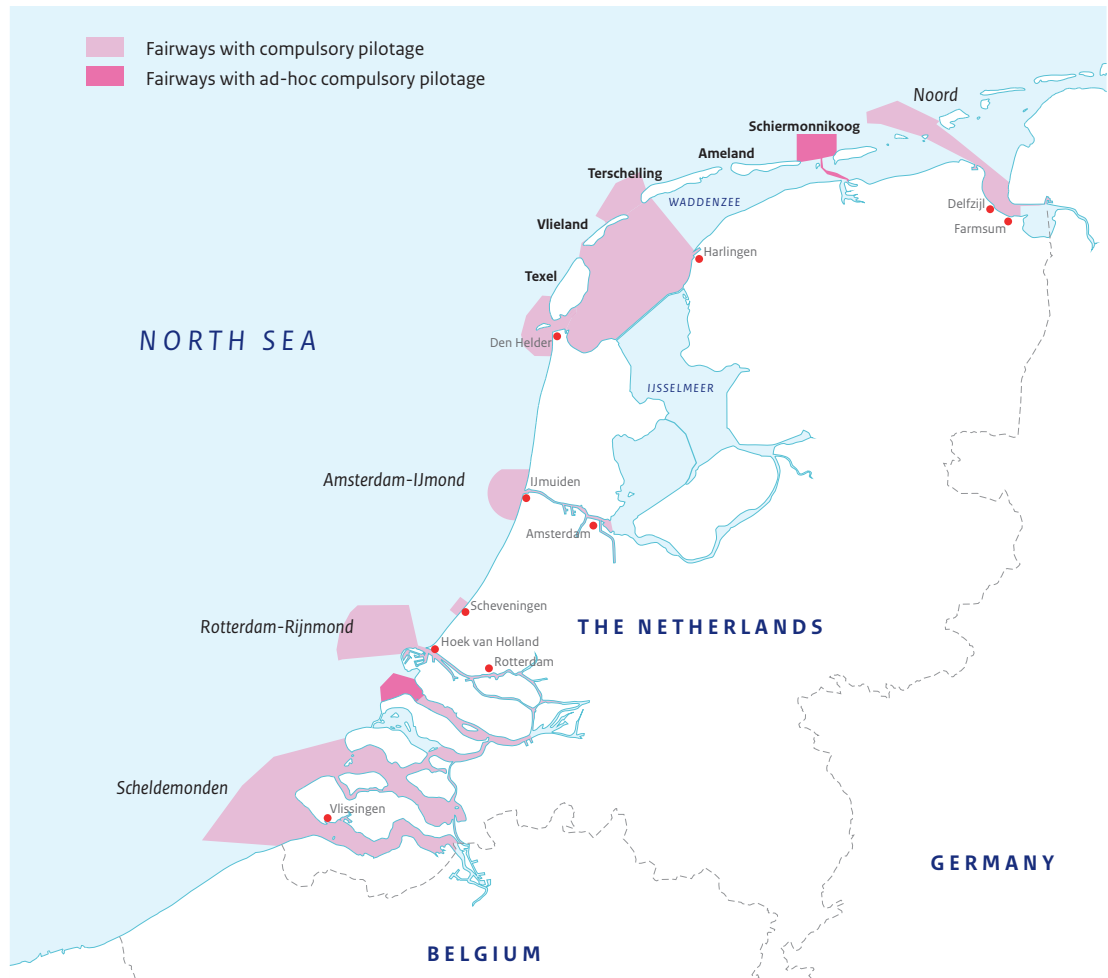 Fairways with compulsory pilotage
Fairways with ad-hoc compulsory pilotage
Noord
Schiermonnikoog
Ameland
Terschelling
WADDENZEE
Delfzijl
Farmsum
Vlieland
Harlingen
Texel
NORTH SEA
Den Helder
IJSSELMEER
Amsterdam-IJmond
IJmuiden
Amsterdam
Scheveningen
Rotterdam-Rijnmond
THE NETHERLANDS
Hoek van Holland
Rotterdam
Scheldemonden
Vlissingen
GERMANY
BELGIUM